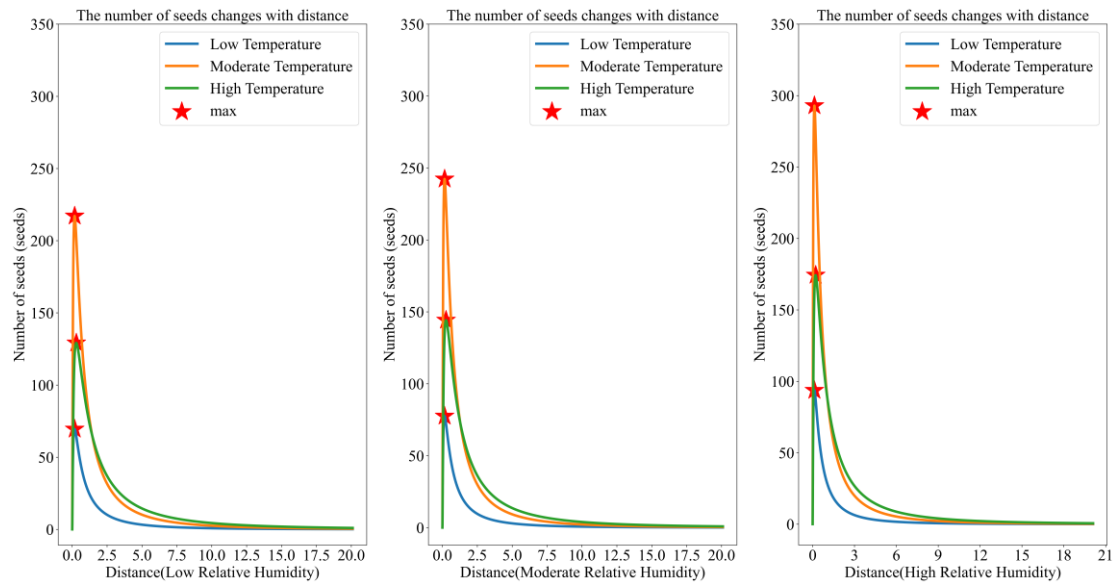 The number of seeds changes with distance
350
300
250
200
150
100
50
0
Number of seeds (seeds)
Low Temperature
Moderate Temperature
High Temperature
max
0.0 2.5 5.0 7.5 10.0 12.5 15.0 17.5 20.0
Distance(Low Relative Humidity)
The number of seeds changes with distance
350
300
250
200
150
100
50
0
Number of seeds (seeds)
Low Temperature
Moderate Temperature
High Temperature
max
0.0 2.5 5.0 7.5 10.0 12.5 15.0 17.5 20.0
Distance(Moderate Relative Humidity)
The number of seeds changes with distance
350
300
250
200
150
100
50
0
Number of seeds (seeds)
Low Temperature
Moderate Temperature
High Temperature
max
0 3 6 9 12 15 18 21
Distance(High Relative Humidity)